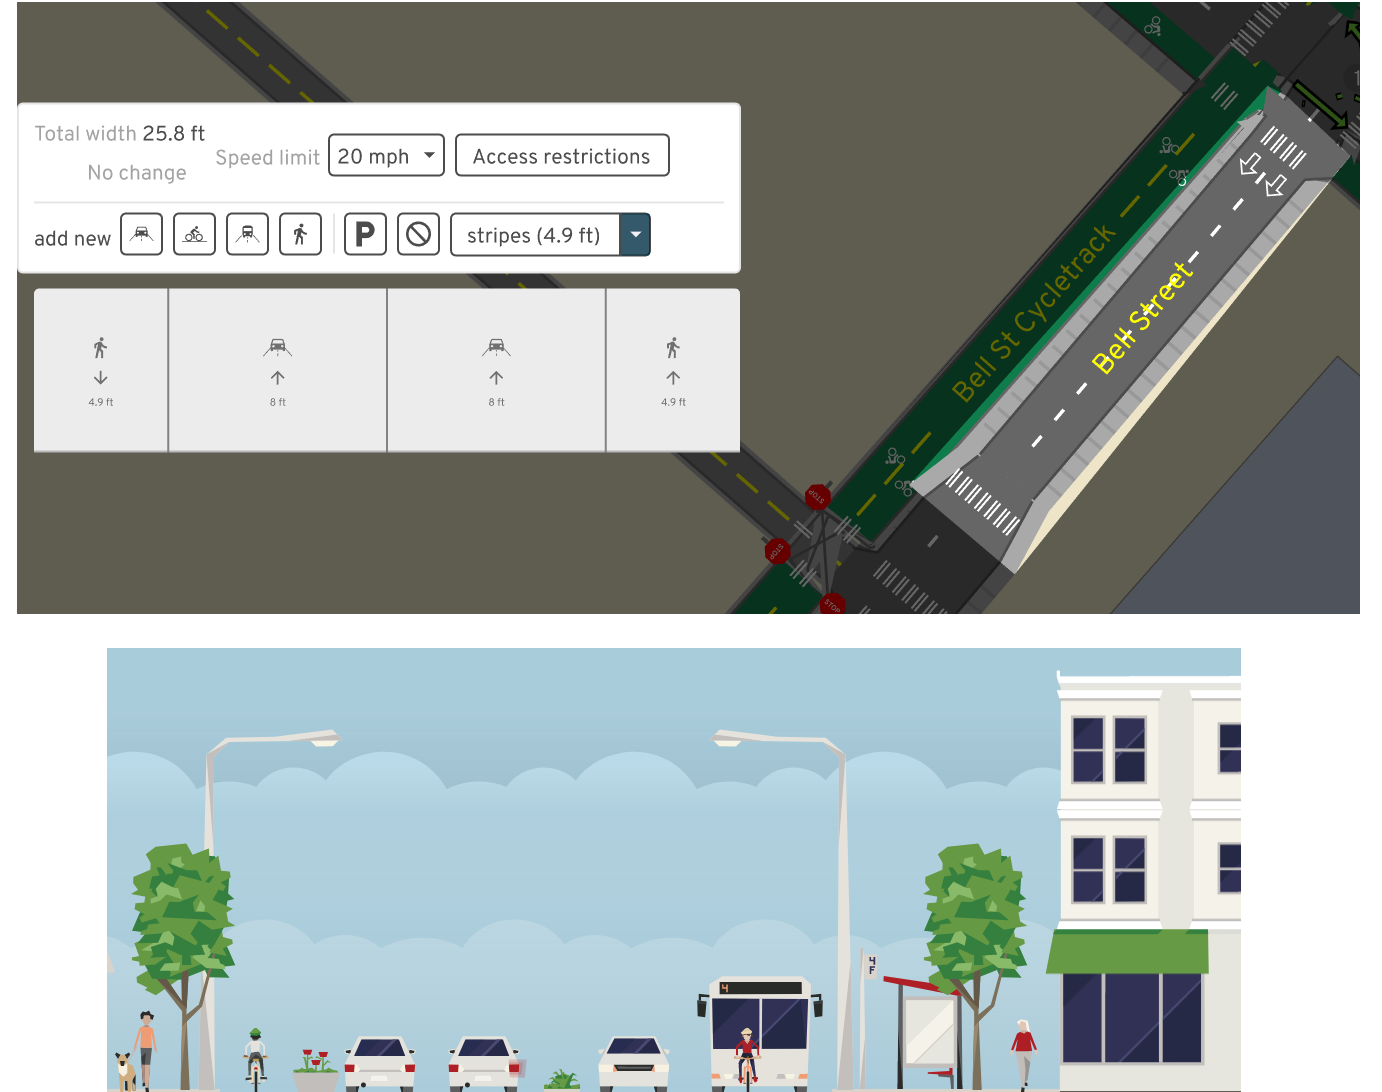 Total width 25.8 ft
No change
Speed limit
20 mph
Access restrictions
add new
P
stripes (4.9 ft)
4.9 ft
8 ft
8 ft
4.9 ft
Bell St Cycletrack
Bell Street
STOP
STOP
STOP
4
F
4